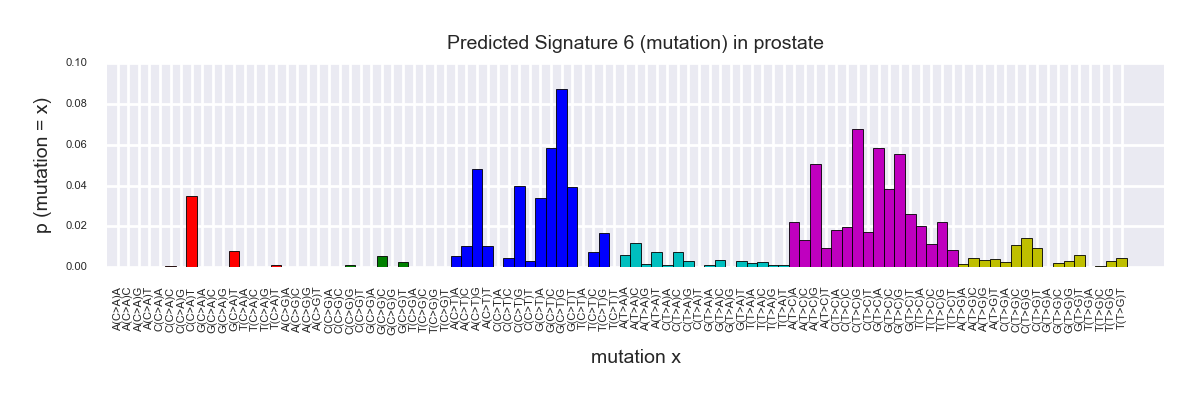 Predicted Signature 6 (mutation) in prostate
p (mutation = x)
0.10
0.08
0.06
0.04
0.02
0.00
A(C>A)A
A(C>A)C
A(C>A)G
A(C>A)T
C(C>A)A
C(C>A)C
C(C>A)G
C(C>A)T
G(C>A)A
G(C>A)C
G(C>A)G
G(C>A)T
T(C>A)A
T(C>A)C
T(C>A)G
T(C>A)T
A(C>G)A
A(C>G)C
A(C>G)G
A(C>G)T
C(C>G)A
C(C>G)C
C(C>G)G
C(C>G)T
G(C>G)A
G(C>G)C
G(C>G)G
G(C>G)T
T(C>G)A
T(C>G)C
T(C>G)G
T(C>G)T
A(C>T)A
A(C>T)C
A(C>T)G
A(C>T)T
C(C>T)A
C(C>T)C
C(C>T)G
C(C>T)T
G(C>T)A
G(C>T)C
G(C>T)G
G(C>T)T
T(C>T)A
T(C>T)C
T(C>T)G
T(C>T)T
A(T>A)A
A(T>A)C
A(T>A)G
A(T>A)T
C(T>A)A
C(T>A)C
C(T>A)G
C(T>A)T
G(T>A)A
G(T>A)C
G(T>A)G
G(T>A)T
T(T>A)A
T(T>A)C
T(T>A)G
T(T>A)T
A(T>C)A
A(T>C)C
A(T>C)G
A(T>C)T
C(T>C)A
C(T>C)C
C(T>C)G
C(T>C)T
G(T>C)A
G(T>C)C
G(T>C)G
G(T>C)T
T(T>C)A
T(T>C)C
T(T>C)G
T(T>C)T
A(T>G)A
A(T>G)C
A(T>G)G
A(T>G)T
C(T>G)A
C(T>G)C
C(T>G)G
C(T>G)T
G(T>G)A
G(T>G)C
G(T>G)G
G(T>G)T
T(T>G)A
T(T>G)C
T(T>G)G
T(T>G)T
mutation x